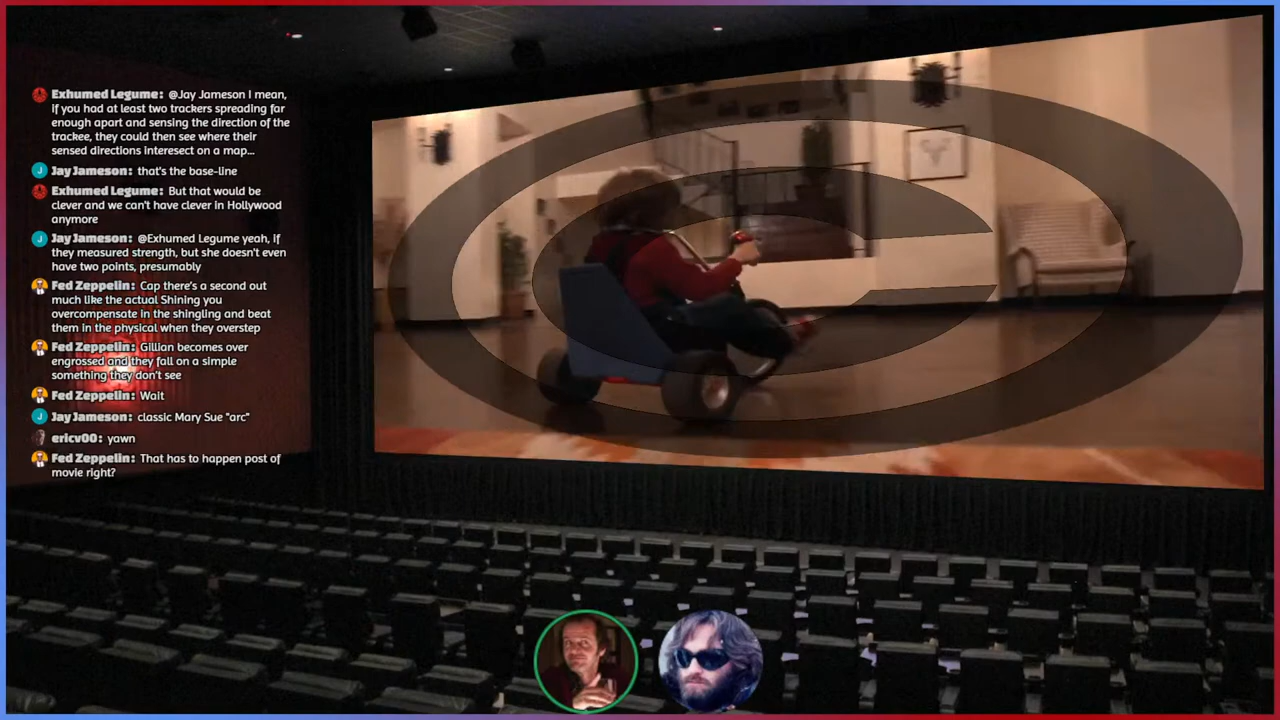 Exhumed Legume: @Jay Jameson I mean,
if you had at least two trackers spreading far
enough apart and sensing the direction of the
trackee, they could then see where their
sensed directions interesect on a map...
J Jay Jameson: that's the base-line
Exhumed Legume: But that would be
clever and we can't have clever in Hollywood
anymore
J Jay Jameson: @Exhumed Legume yeah, if
they measured strength, but she doesn't even
have two points, presumably
Fed Zeppelin: Cap there's a second out
much like the actual Shining you
overcompensate in the shingling and beat
them in the physical when they overstep
Fed Zeppelin: Gillian becomes over
engrossed and they fall on a simple
something they don't see
Fed Zeppelin: Wait
J Jay Jameson: classic Mary Sue "arc"
ericv00: yawn
Fed Zeppelin: That has to happen post of
movie right?